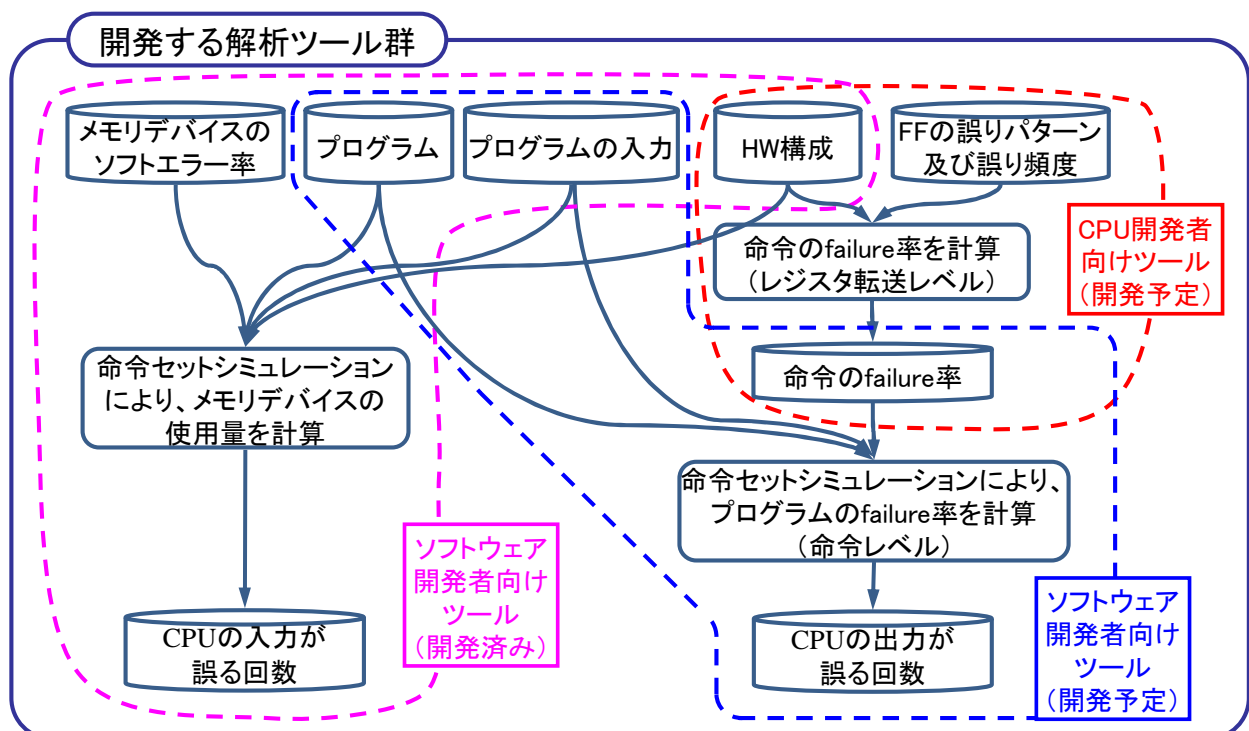 開発する解析ツール群
メモリデバイスの
ソフトエラー率
プログラム
プログラムの入力
HW構成
FFの誤りパターン
及び誤り頻度
命令のfailure率を計算
（レジスタ転送レベル）
CPU開発者
向けツール
（開発予定）
命令セットシミュレーション
により、メモリデバイスの
使用量を計算
命令のfailure率
命令セットシミュレーションにより、
プログラムのfailure率を計算
（命令レベル）
ソフトウェア
開発者向け
ツール
（開発済み）
CPUの入力が
誤る回数
CPUの出力が
誤る回数
ソフトウェア
開発者向け
ツール
（開発予定）